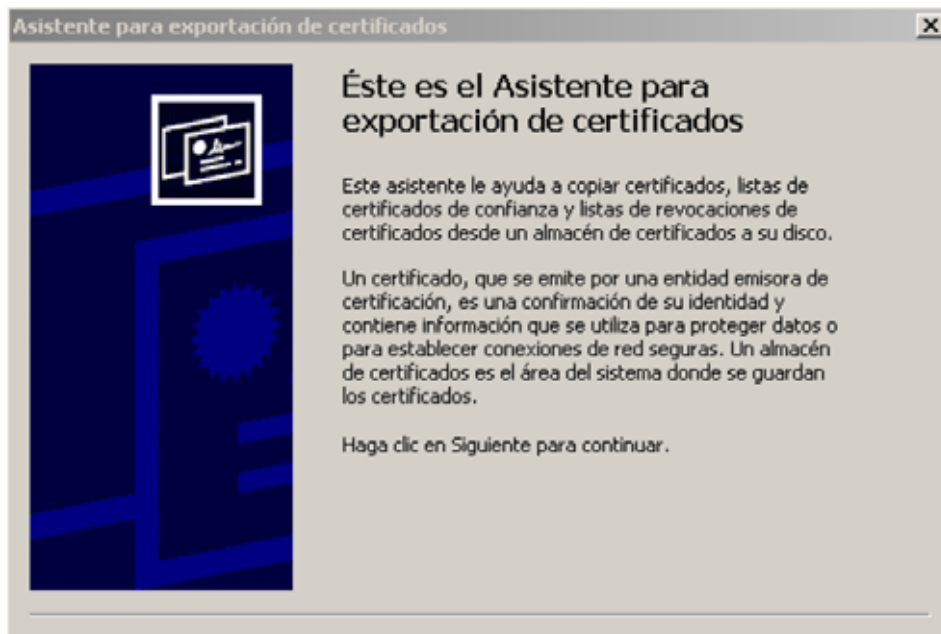 Asistente para exportación de certificados
Éste es el Asistente para
exportación de certificados
Este asistente le ayuda a copiar certificados, listas de
certificados de confianza y listas de revocaciones de
certificados desde un almacén de certificados a su disco.
Un certificado, que se emite por una entidad emisora de
certificación, es una confirmación de su identidad y
contiene información que se utiliza para proteger datos o
para establecer conexiones de red seguras. Un almacén
de certificados es el área del sistema donde se guardan
los certificados.
Haga clic en Siguiente para continuar.